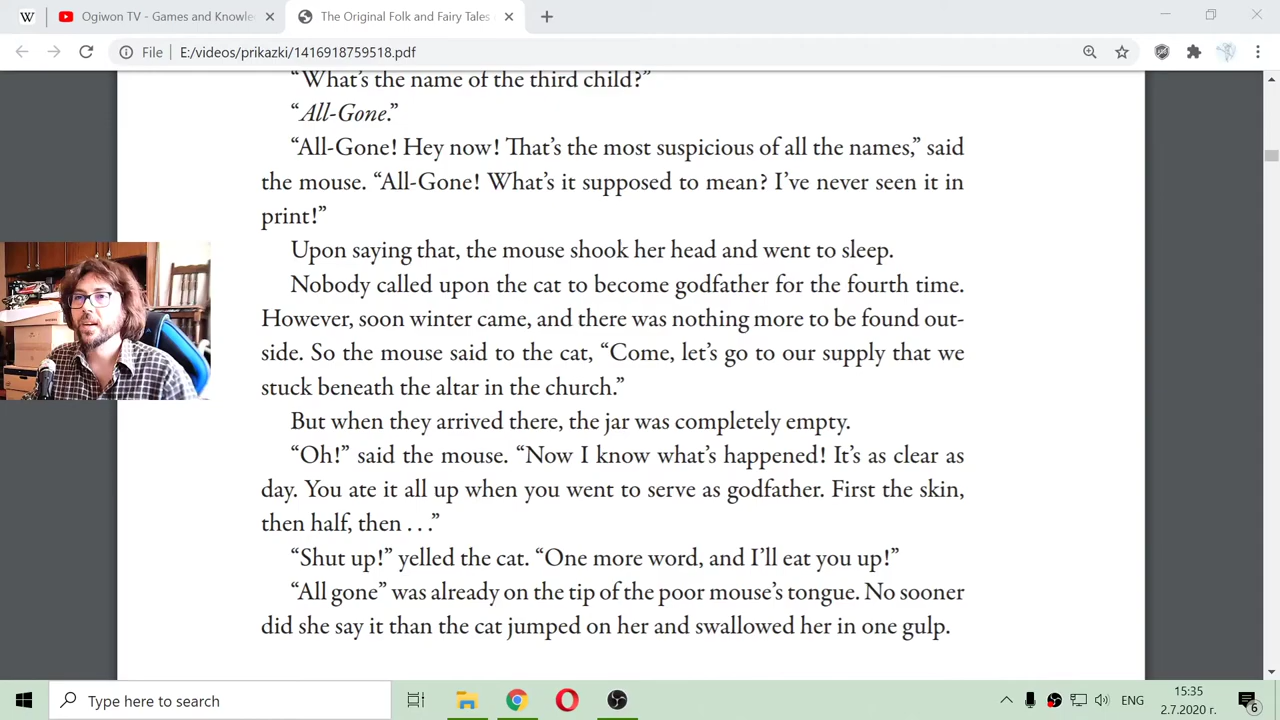 Ogiwon TV - Games and Knowle
The Original Folk and Fairy Tales
File
E:/videos/prikazki/1416918759518.pdf
“What’s the name of the third child?”
“All-Gone.”
“All-Gone! Hey now! That’s the most suspicious of all the names,” said
the mouse. “All-Gone! What’s it supposed to mean? I’ve never seen it in
print!”
Upon saying that, the mouse shook her head and went to sleep.
Nobody called upon the cat to become godfather for the fourth time.
However, soon winter came, and there was nothing more to be found out-
side. So the mouse said to the cat, “Come, let’s go to our supply that we
stuck beneath the altar in the church.”
But when they arrived there, the jar was completely empty.
“Oh!” said the mouse. “Now I know what’s happened! It’s as clear as
day. You ate it all up when you went to serve as godfather. First the skin,
then half, then . . .”
“Shut up!” yelled the cat. “One more word, and I’ll eat you up!”
“All gone” was already on the tip of the poor mouse’s tongue. No sooner
did she say it than the cat jumped on her and swallowed her in one gulp.
Type here to search
ЕНГ
15:35
2.7.2020 г.
6